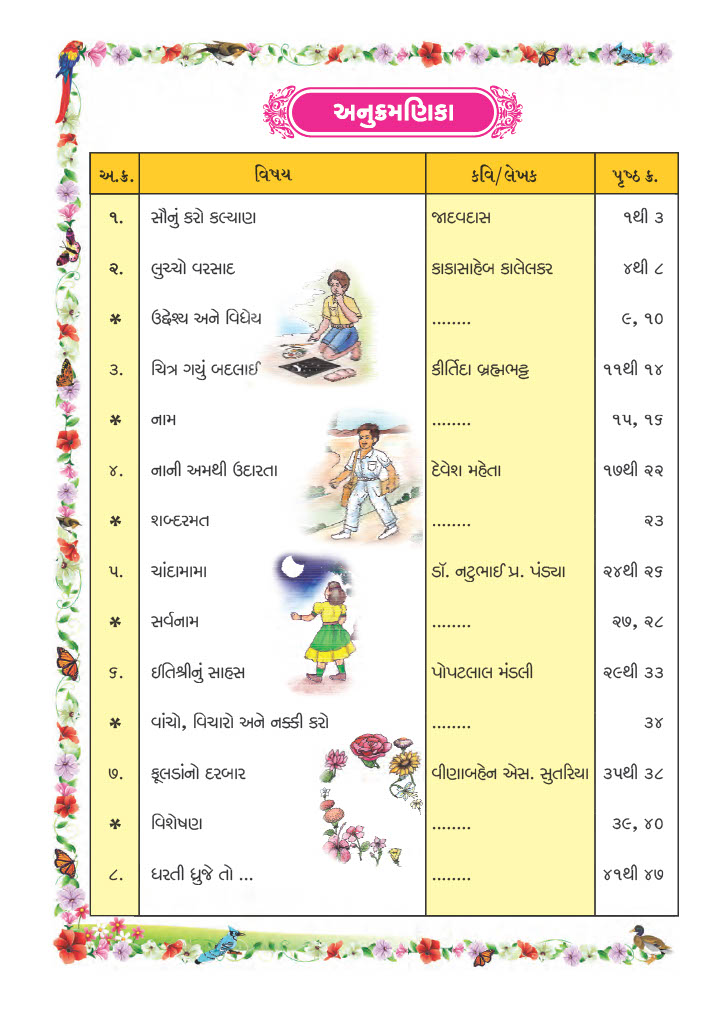 અનુક્રમણિકા
અ.ક્ર. વિષય કવિ/લેખક પૃષ્ઠ ક્ર.
૧. સૌનું કરો કલ્યાણ જાદવદાસ ૧થી ૩
૨. લુચ્ચો વરસાદ કાકાસાહેબ કાલેલકર ૪થી ૮
* ઉદ્દેશ્ય અને વિધેય ........ ૯, ૧૦
૩. ચિત્ર ગયું બદલાઈ કીર્તિદા બ્રહ્મભટ્ટ ૧૧થી ૧૪
* નામ ........ ૧૫, ૧૬
૪. નાની અમથી ઉદારતા દેવેશ મહેતા ૧૭થી ૨૨
* શબ્દરમત ........ ૨૩
૫. ચાંદામામા ડૉ. નટુભાઈ પ્ર. પંડ્યા ૨૪થી ૨૬
* સર્વનામ ........ ૨૭, ૨૮
૬. ઈતિશ્રીનું સાહસ પોપટલાલ મંડલી ૨૯થી ૩૩
* વાંચો, વિચારો અને નક્કી કરો ........ ૩૪
૭. ફૂલડાંનો દરબાર વીણાબહેન એસ. સુતરિયા ૩૫થી ૩૮
* વિશેષણ ........ ૩૯, ૪૦
૮. ધરતી ધ્રુજે તો ... ........ ૪૧થી ૪૭